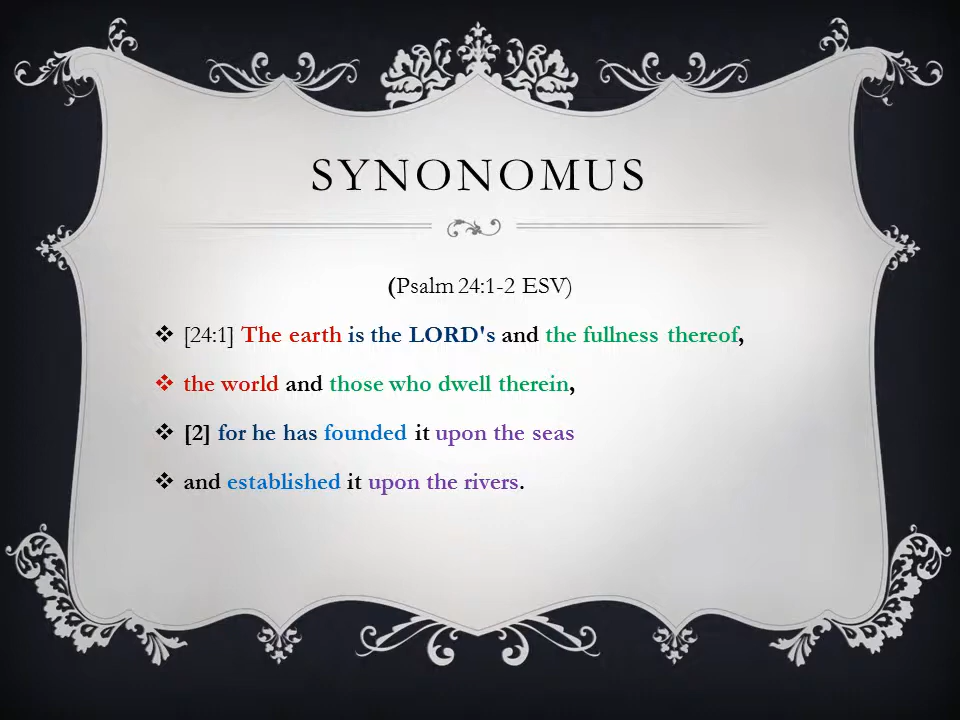 SYNONOMUS
(Psalm 24:1-2 ESV)
❖ [24:1] The earth is the LORD's and the fullness thereof,
❖ the world and those who dwell therein,
❖ [2] for he has founded it upon the seas
❖ and established it upon the rivers.